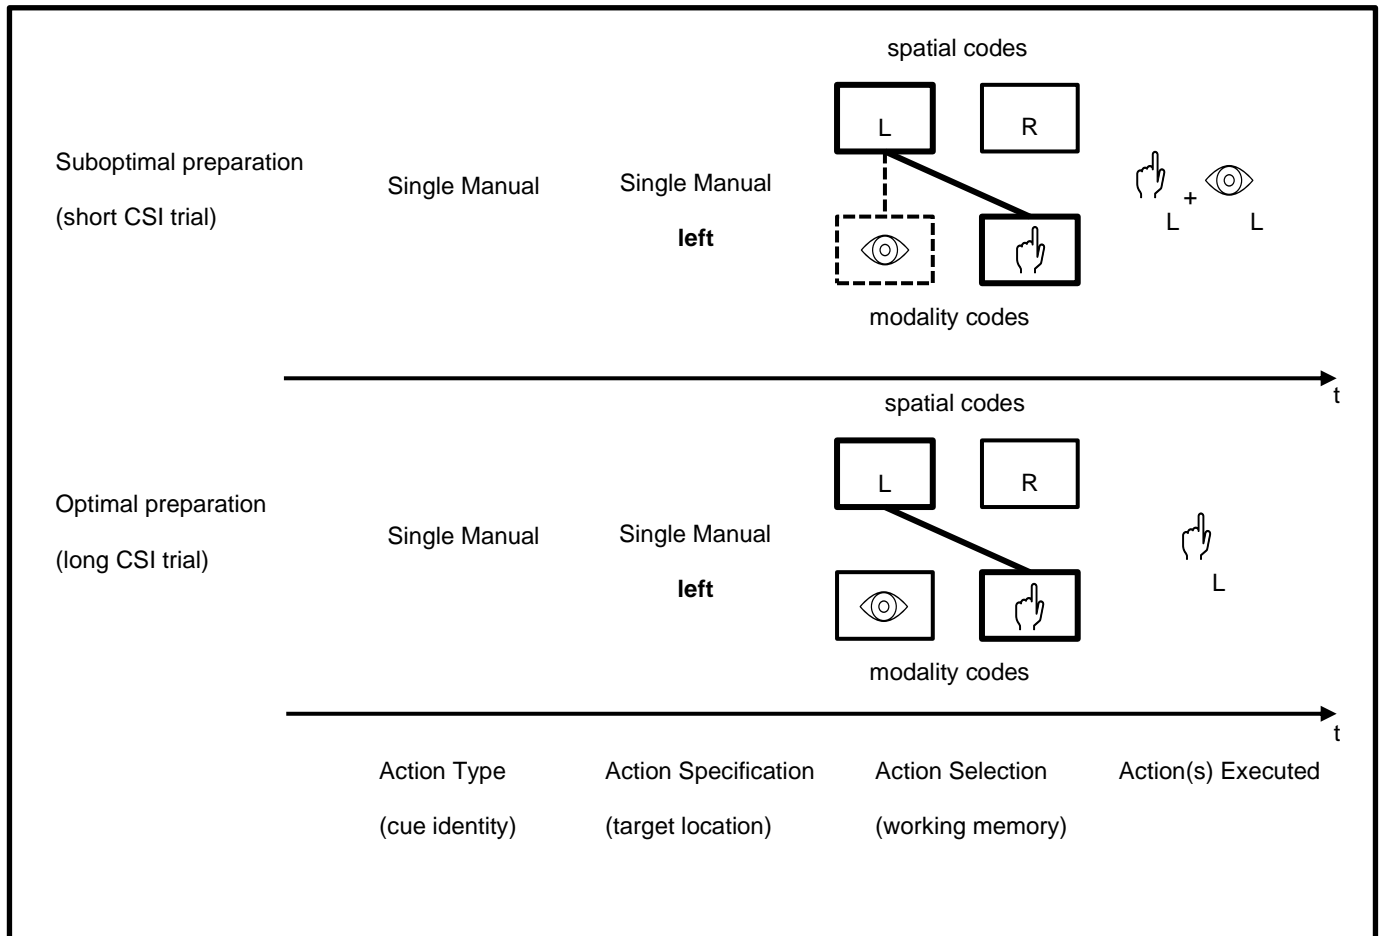 spatial codes
L
R
Suboptimal preparation
(short CSI trial)
Single Manual
Single Manual
left
+
L
L
modality codes
t
spatial codes
L
R
Optimal preparation
(long CSI trial)
Single Manual
Single Manual
left
L
modality codes
t
Action Type
(cue identity)
Action Specification
(target location)
Action Selection
(working memory)
Action(s) Executed